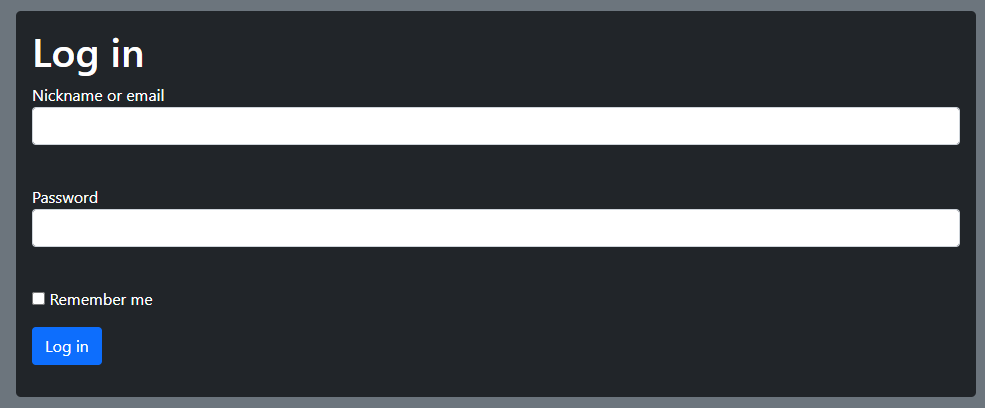 Log in
Nickname or email
Password
Remember me
Log in